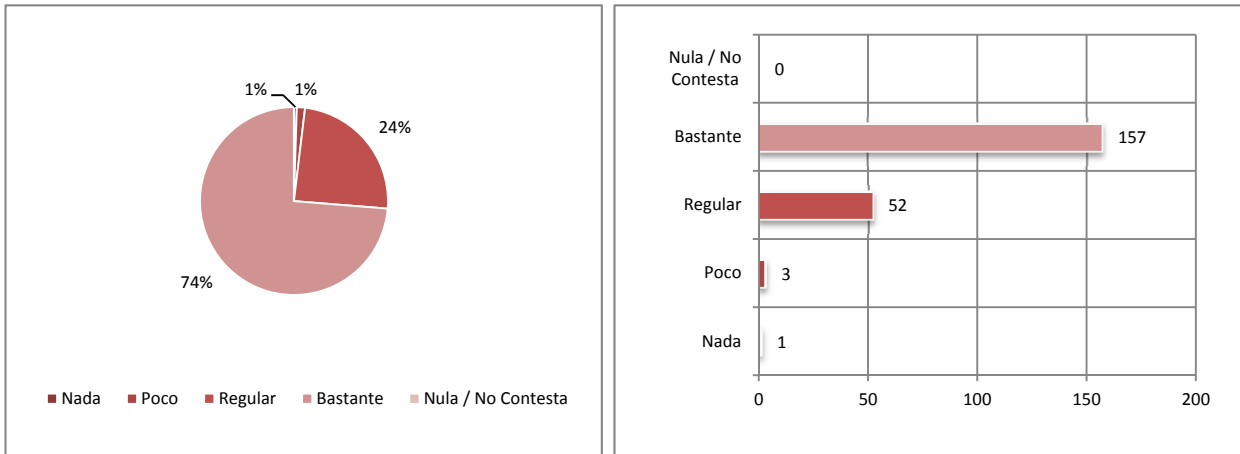 1%
1%
24%
74%
Nada
Poco
Regular
Bastante
Nula / No Contesta
Nula / No
Contesta
0
Bastante
157
Regular
52
Poco
3
Nada
1
0
50
100
150
200